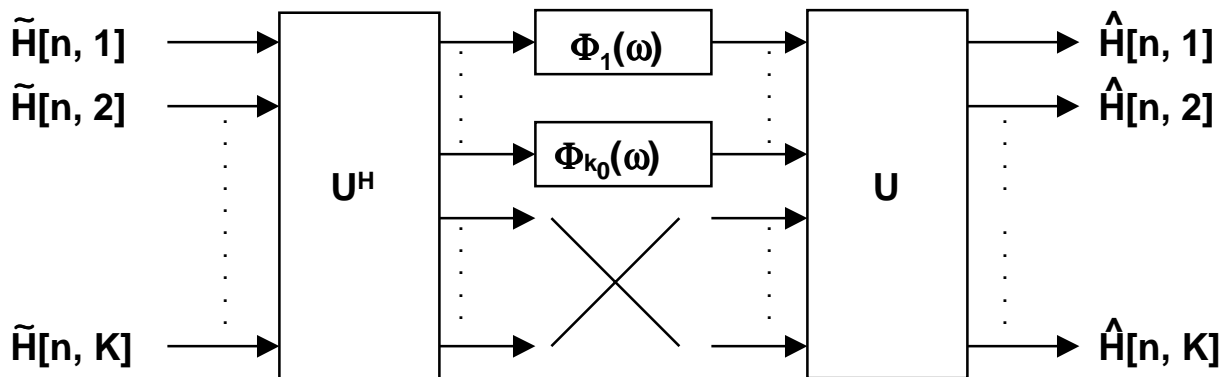 H̃[n, 1]
H̃[n, 2]
H̃[n, K]
Uᴴ
Φ₁(ω)
Φₖ₀(ω)
U
Ĥ[n, 1]
Ĥ[n, 2]
Ĥ[n, K]